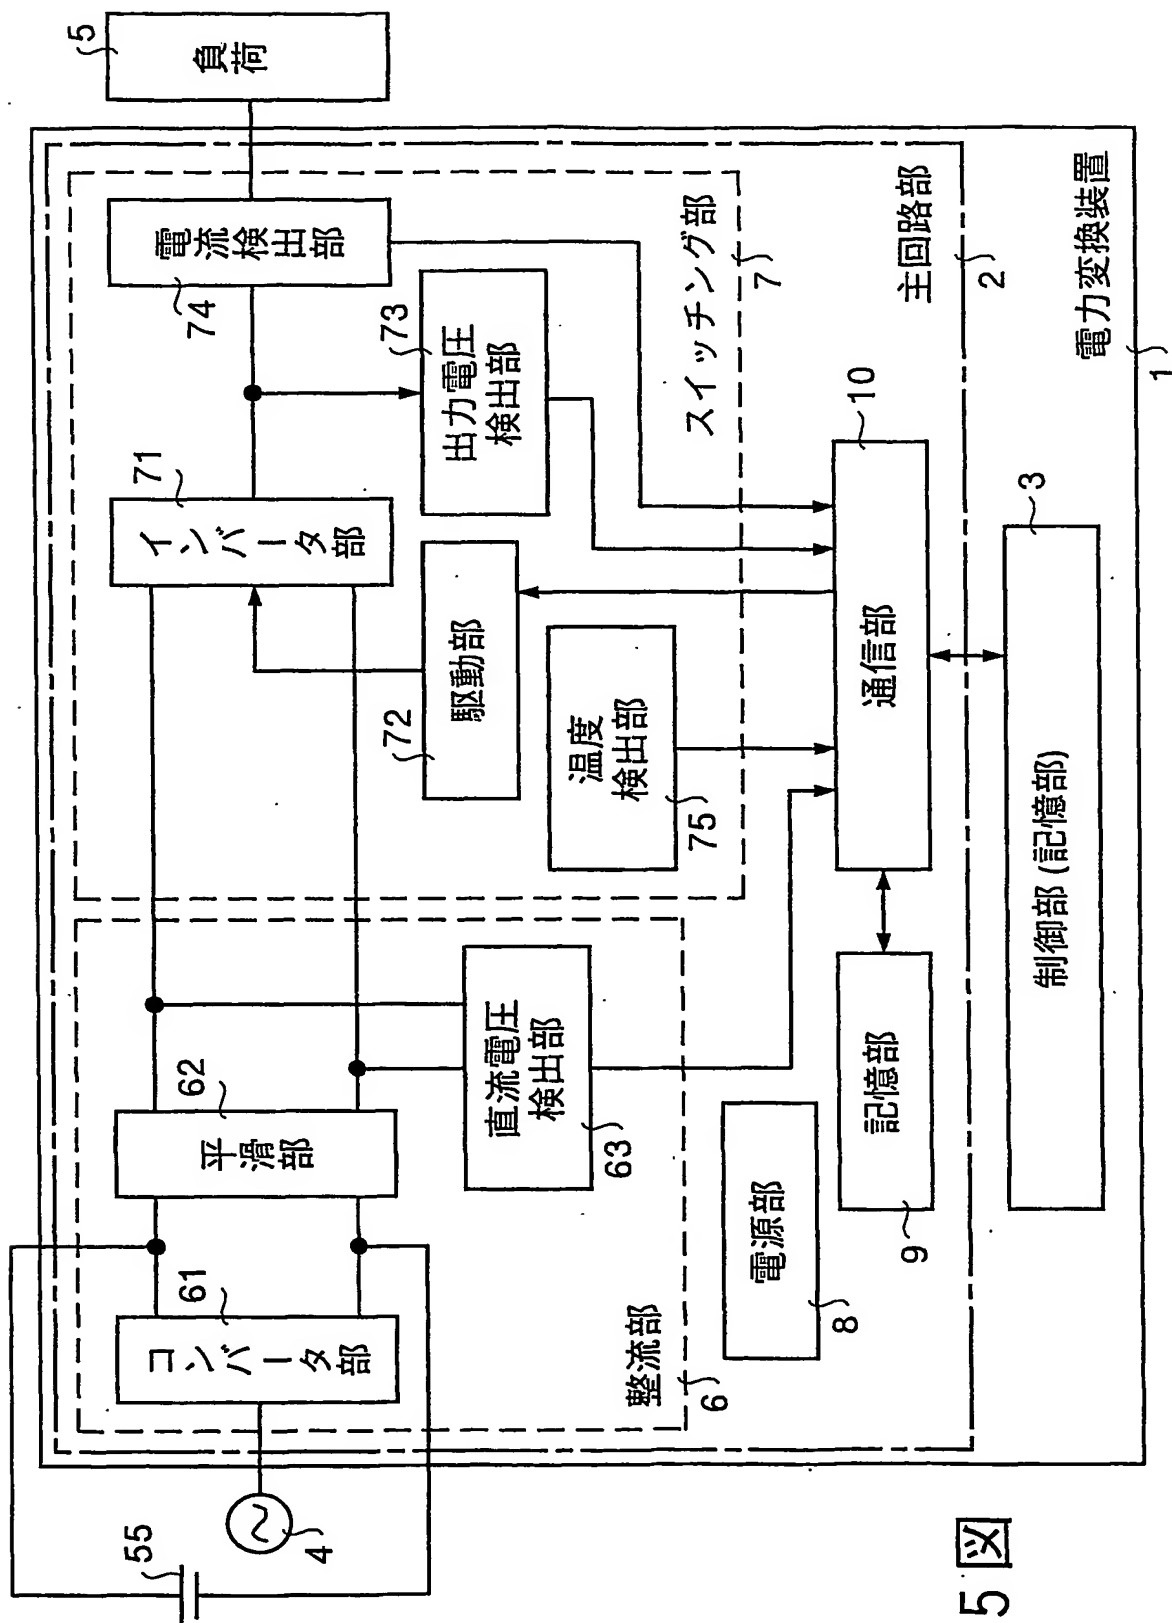 5図
電力変換装置
1
主回路部
2
整流部
6
スイッチング部
7
55
4
コンバータ部
61
平滑部
62
直流電圧
検出部
63
インバータ部
71
駆動部
72
出力電圧
検出部
73
電流検出部
74
温度
検出部
75
負荷
5
電源部
8
記憶部
9
通信部
10
制御部(記憶部)
3